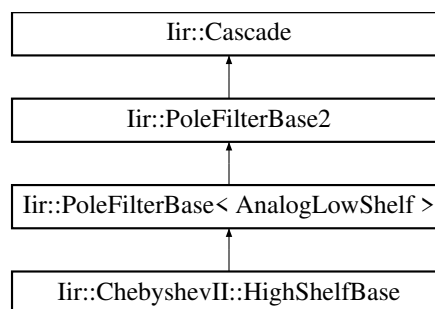 Iir::Cascade
Iir::PoleFilterBase2
Iir::PoleFilterBase< AnalogLowShelf >
Iir::ChebyshevII::HighShelfBase